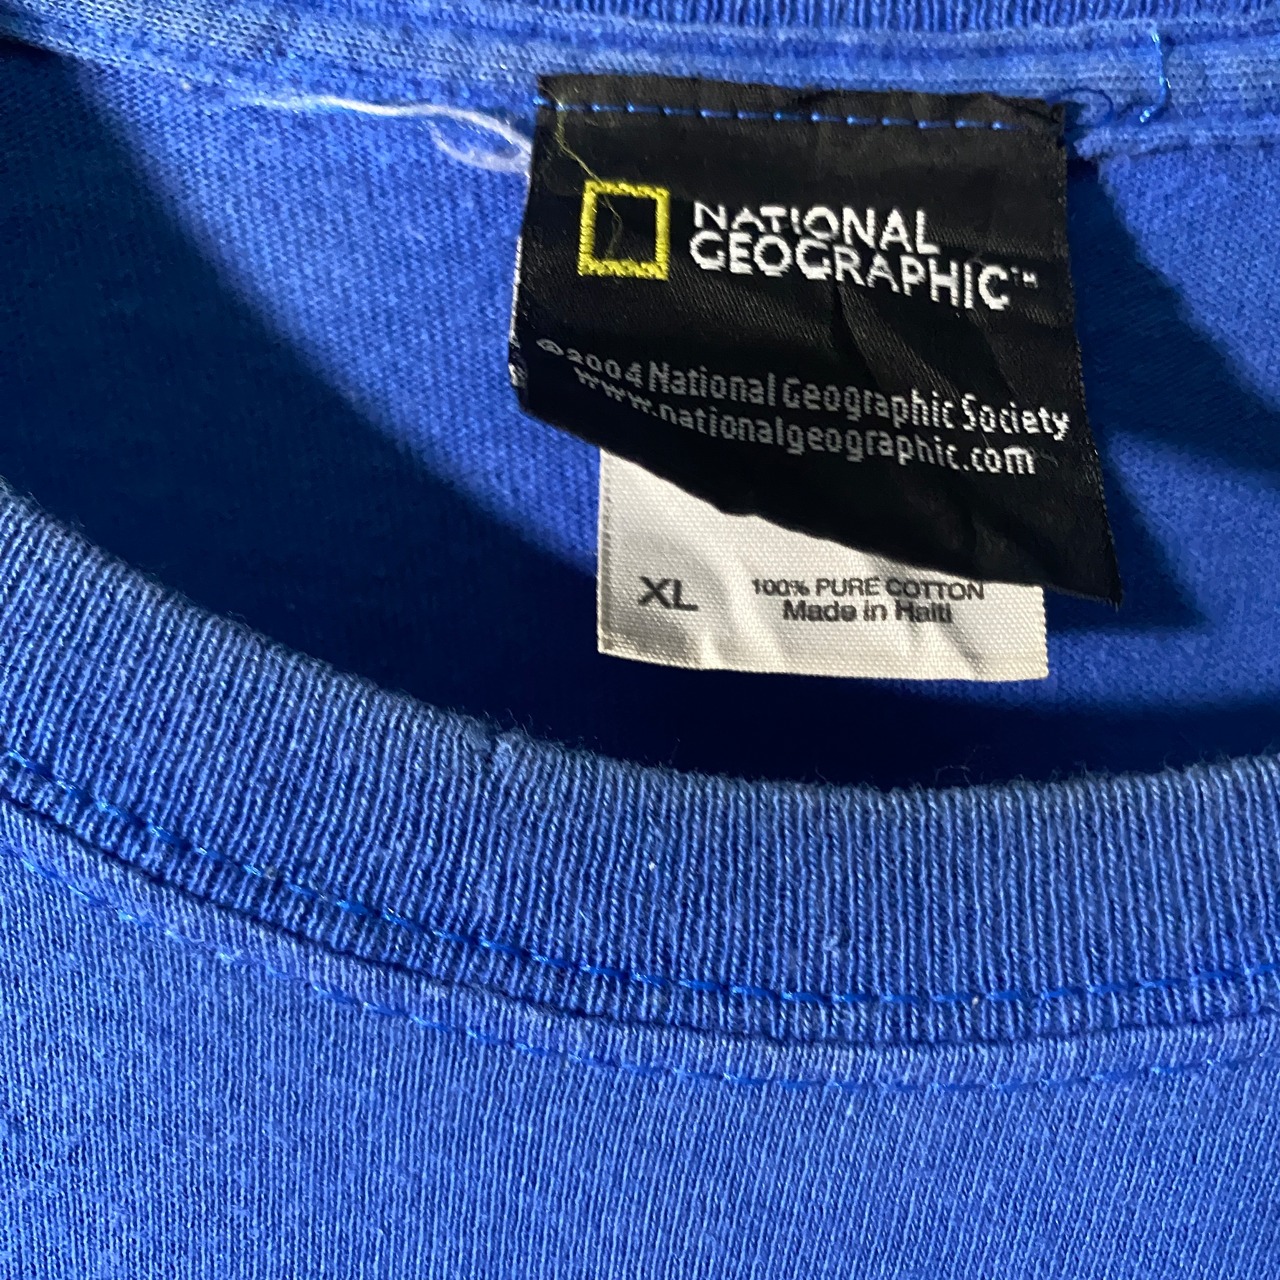 NATIONAL
GEOGRAPHIC™
©2004 National Geographic Society
www.nationalgeographic.com
XL
100% PURE COTTON
Made in Haiti